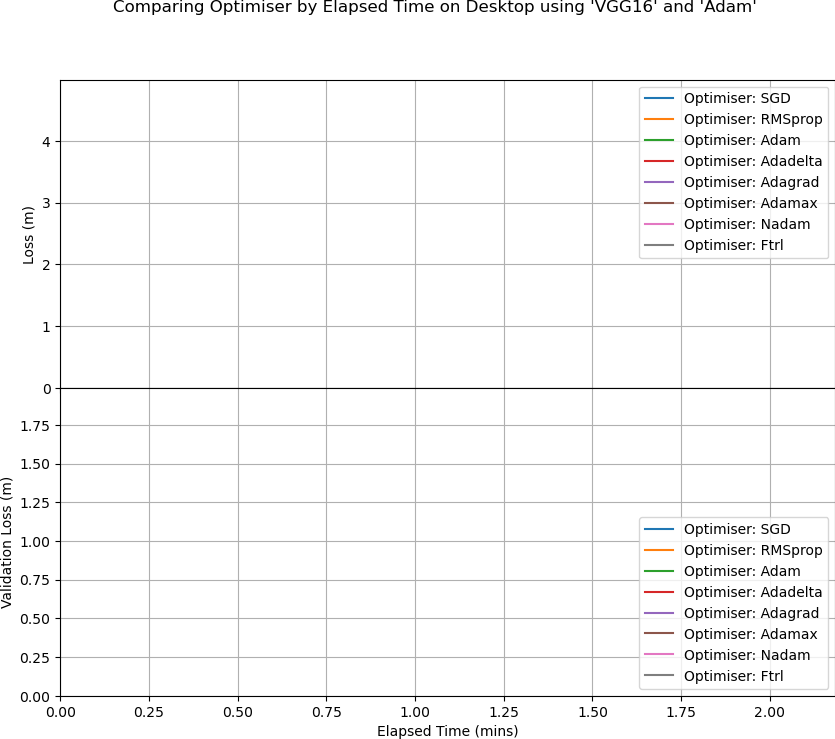 Comparing Optimiser by Elapsed Time on Desktop using 'VGG16' and 'Adam'
Loss (m)
4
3
2
1
0
Optimiser: SGD
Optimiser: RMSprop
Optimiser: Adam
Optimiser: Adadelta
Optimiser: Adagrad
Optimiser: Adamax
Optimiser: Nadam
Optimiser: Ftrl
Validation Loss (m)
1.75
1.50
1.25
1.00
0.75
0.50
0.25
0.00
Optimiser: SGD
Optimiser: RMSprop
Optimiser: Adam
Optimiser: Adadelta
Optimiser: Adagrad
Optimiser: Adamax
Optimiser: Nadam
Optimiser: Ftrl
0.00 0.25 0.50 0.75 1.00 1.25 1.50 1.75 2.00
Elapsed Time (mins)